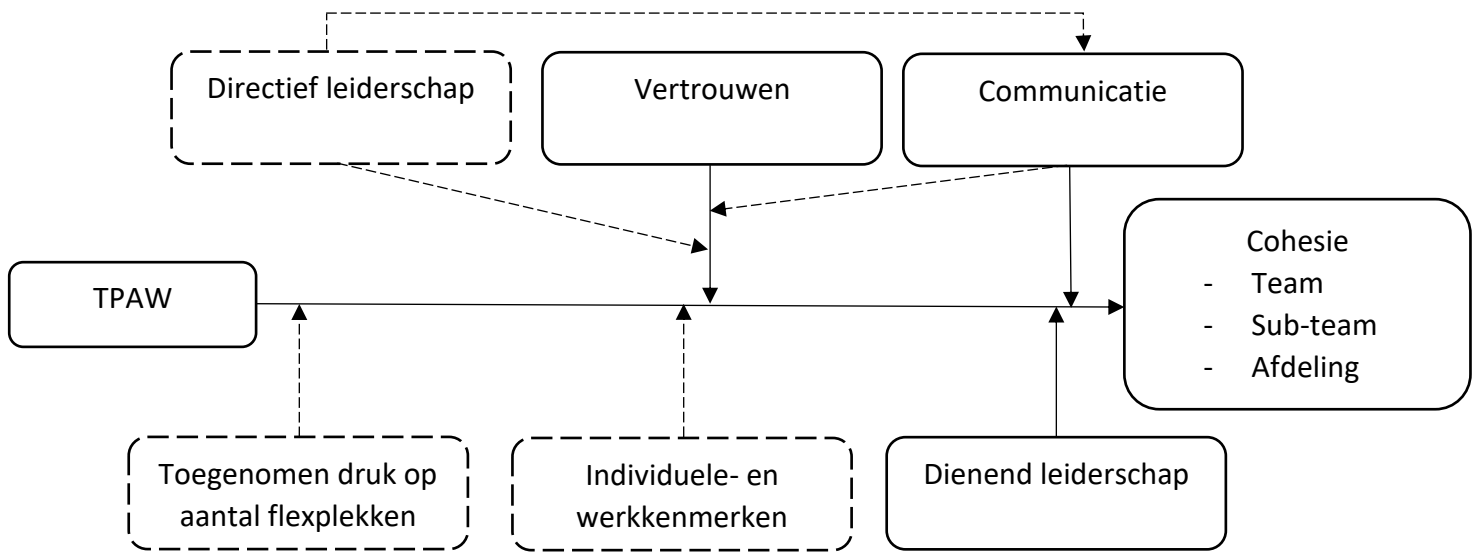 Directief leiderschap
Vertrouwen
Communicatie
TPAW
Cohesie
- Team
- Sub-team
- Afdeling
Toegenomen druk op
aantal flexplekken
Individuele- en
werkkenmerken
Dienend leiderschap